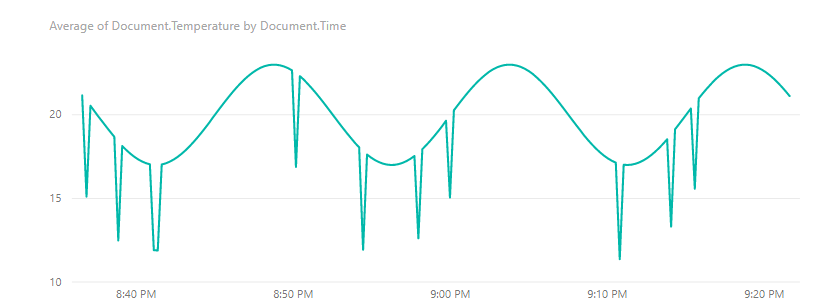 Average of Document.Temperature by Document.Time
20
15
10
8:40 PM 8:50 PM 9:00 PM 9:10 PM 9:20 PM